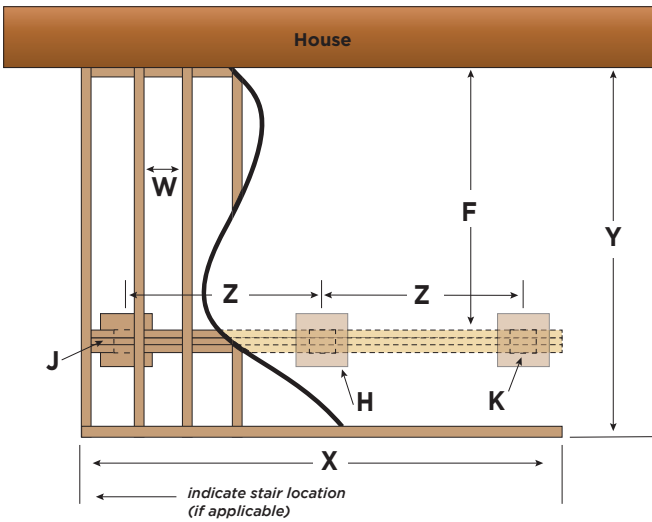 House
W
F
Y
Z
Z
J
H
K
X
indicate stair location
(if applicable)